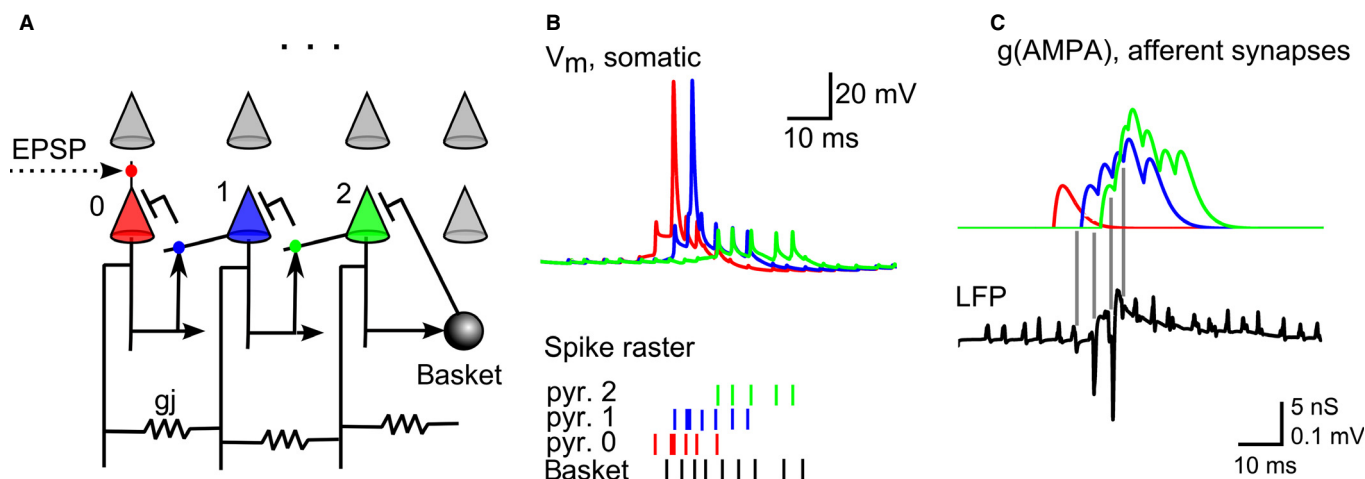 A
. . .
EPSP
0
1
2
Basket
gj
B
Vm, somatic
20 mV
10 ms
Spike raster
pyr. 2
pyr. 1
pyr. 0
Basket
C
g(AMPA), afferent synapses
LFP
5 nS
0.1 mV
10 ms